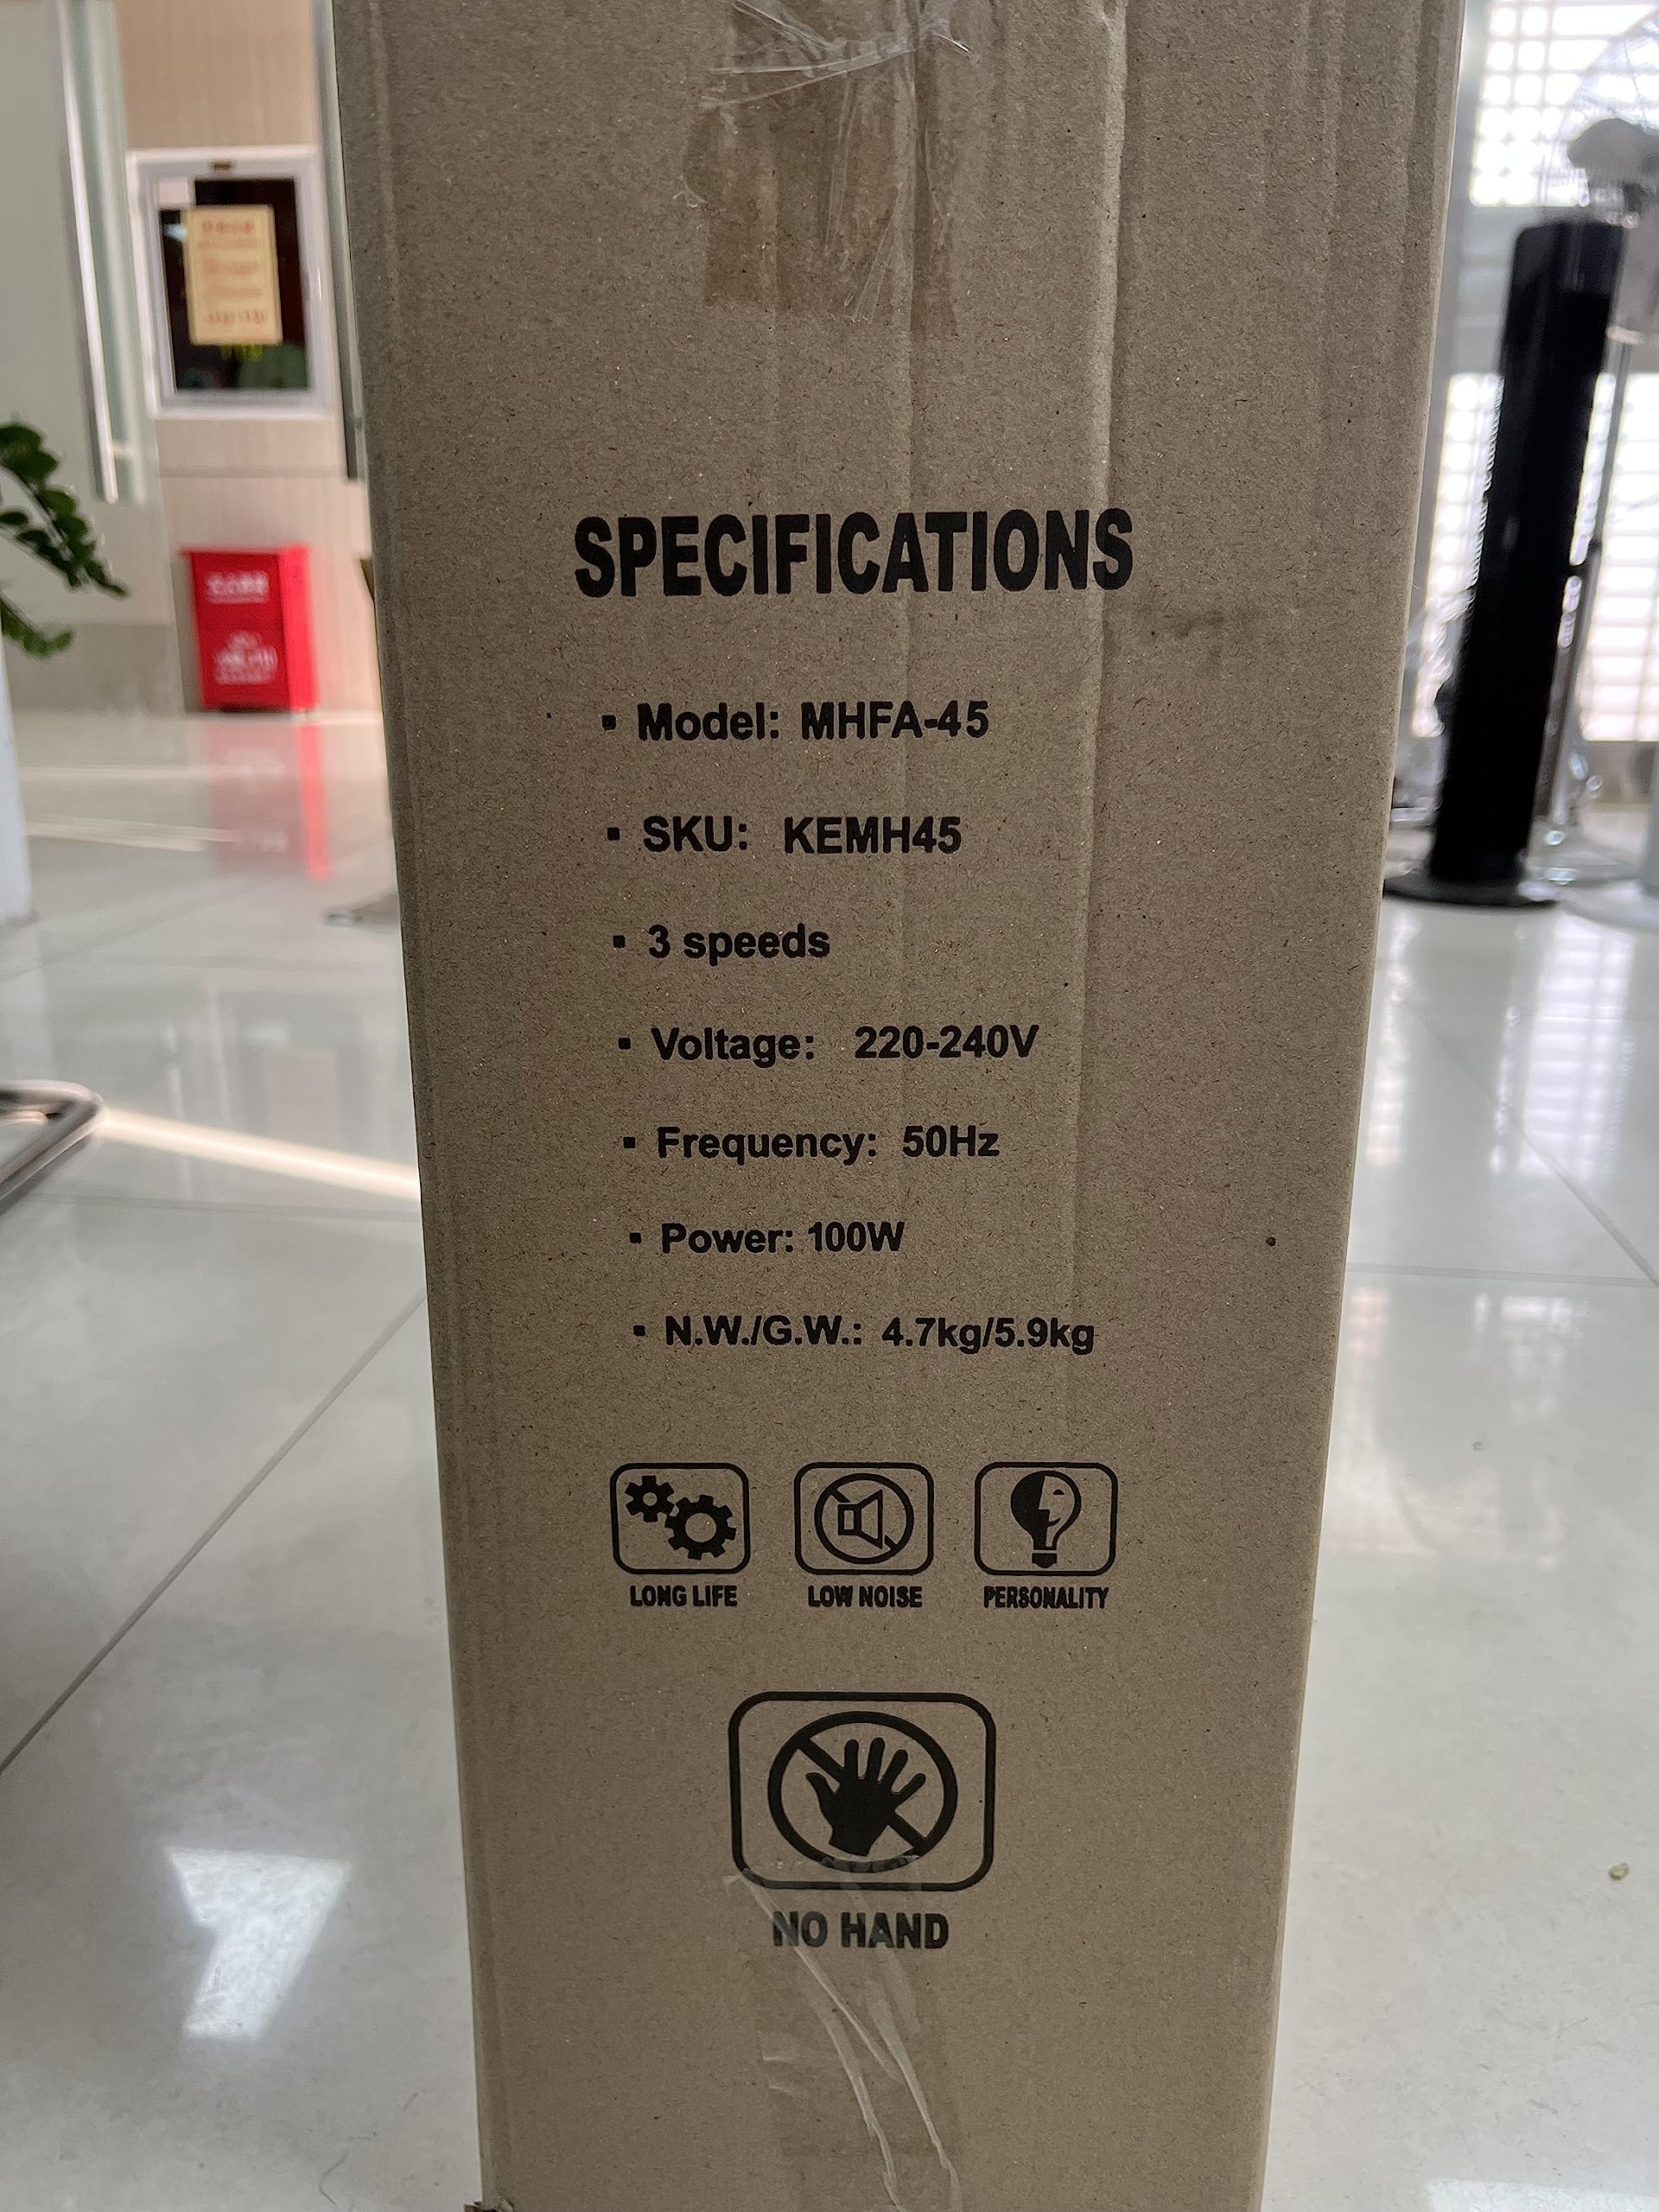 SPECIFICATIONS
▪ Model: MHFA-45
▪ SKU: KEMH45
▪ 3 speeds
▪ Voltage: 220-240V
▪ Frequency: 50Hz
▪ Power: 100W
▪ N.W./G.W.: 4.7kg/5.9kg
LONG LIFE LOW NOISE PERSONALITY
NO HAND